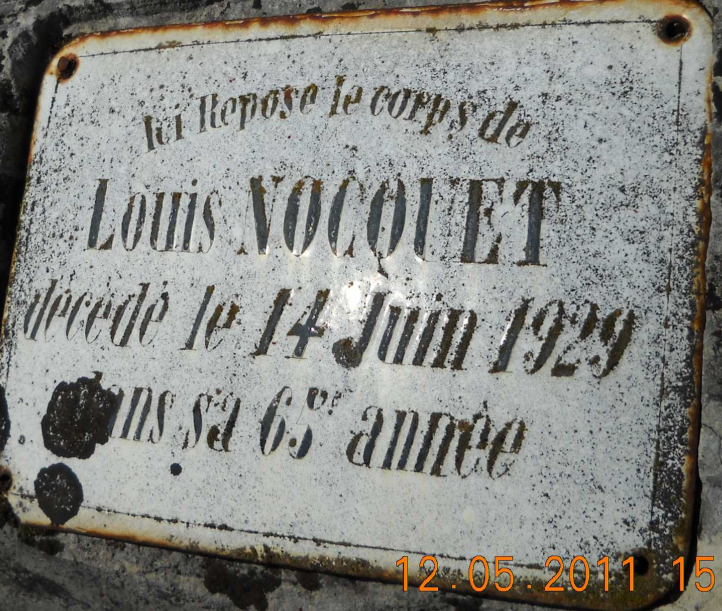 Ici Repose le corps de
Louis NOCQUET
décédé le 14 Juin 1929
dans sa 65e année
12.05.2011 15